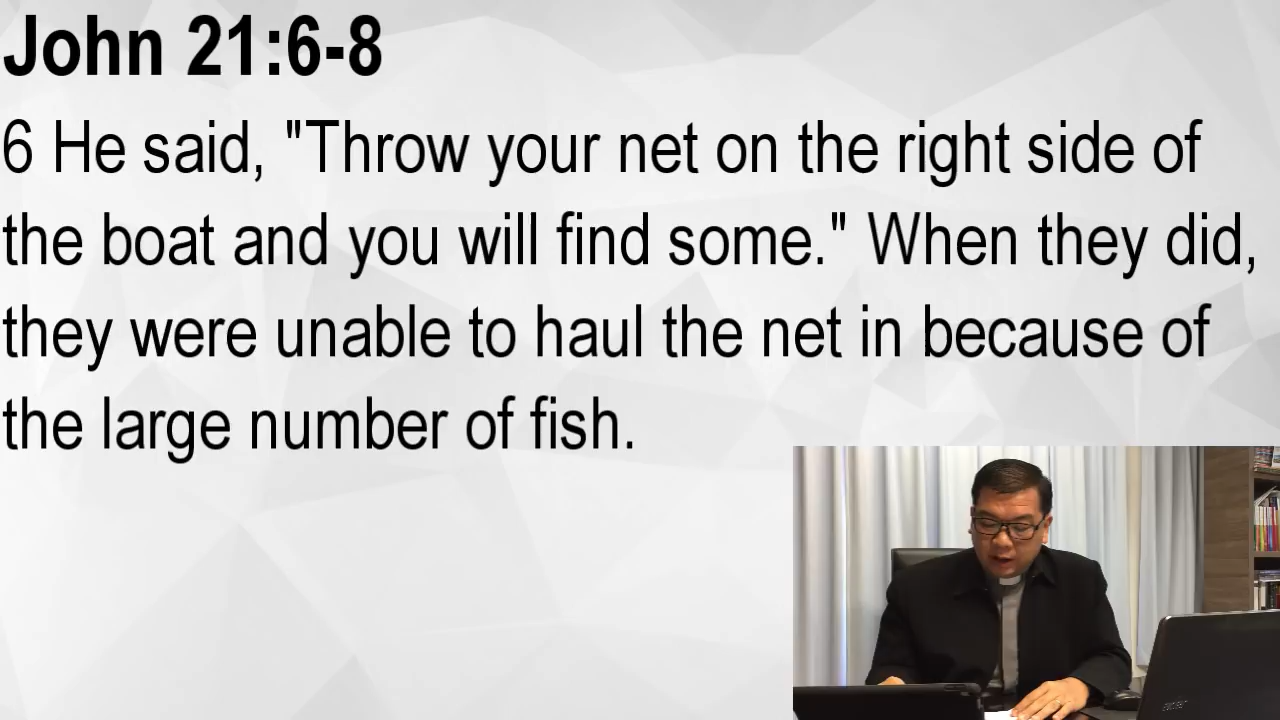 John 21:6-8
6 He said, "Throw your net on the right side of
the boat and you will find some." When they did,
they were unable to haul the net in because of
the large number of fish.